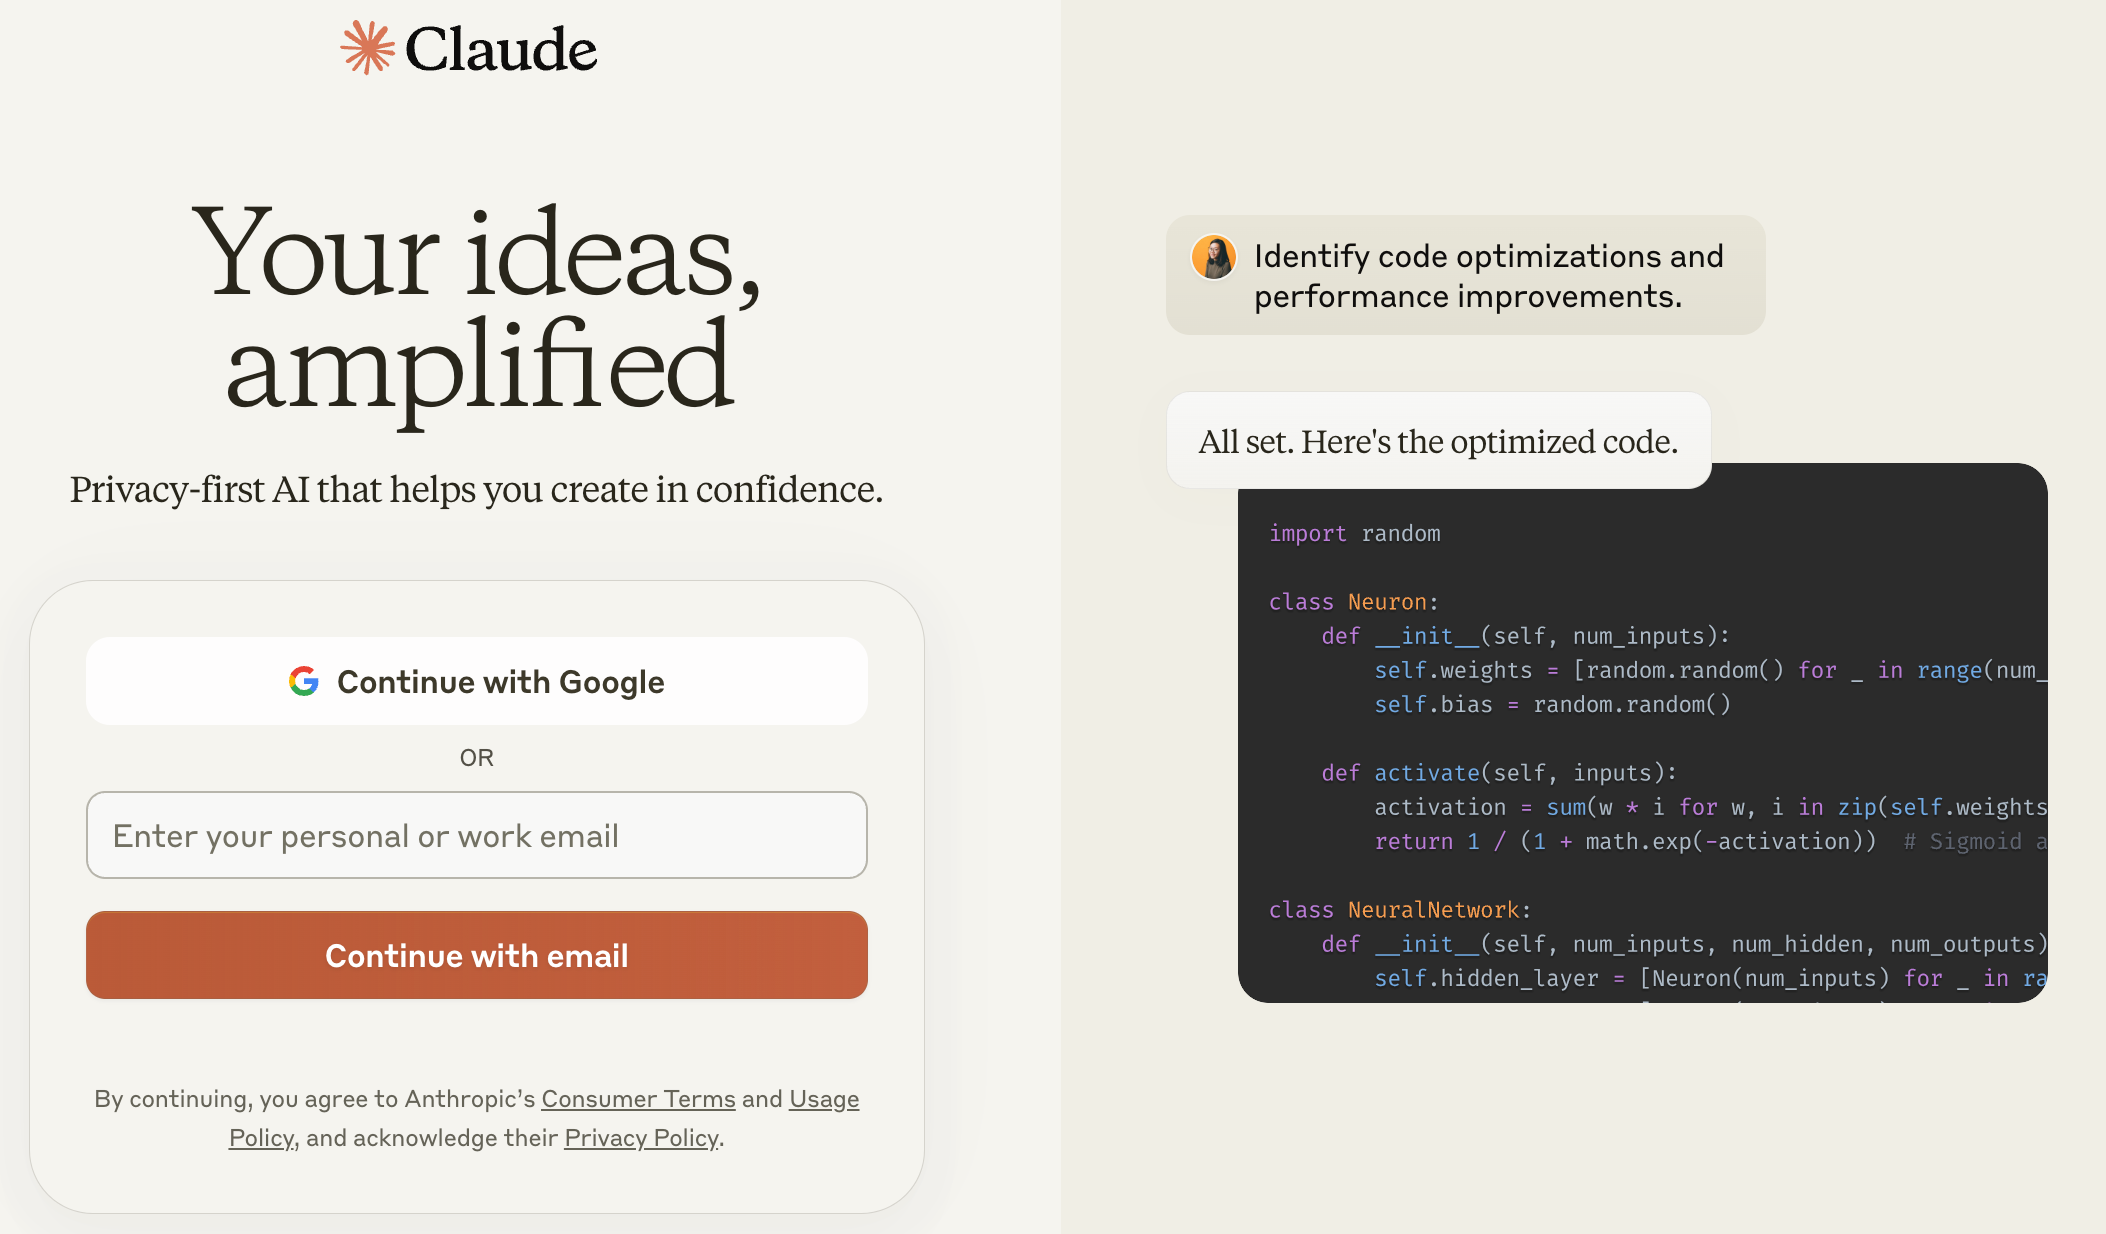 Claude
Your ideas,
amplified
Privacy-first AI that helps you create in confidence.
Continue with Google
OR
Enter your personal or work email
Continue with email
By continuing, you agree to Anthropic’s Consumer Terms and Usage
Policy, and acknowledge their Privacy Policy.
Identify code optimizations and
performance improvements.
All set. Here's the optimized code.
import random
class Neuron:
def __init__(self, num_inputs):
self.weights = [random.random() for _ in range(num_
self.bias = random.random()
def activate(self, inputs):
activation = sum(w * i for w, i in zip(self.weights
return 1 / (1 + math.exp(-activation))  # Sigmoid a
class NeuralNetwork:
def __init__(self, num_inputs, num_hidden, num_outputs)
self.hidden_layer = [Neuron(num_inputs) for _ in ra